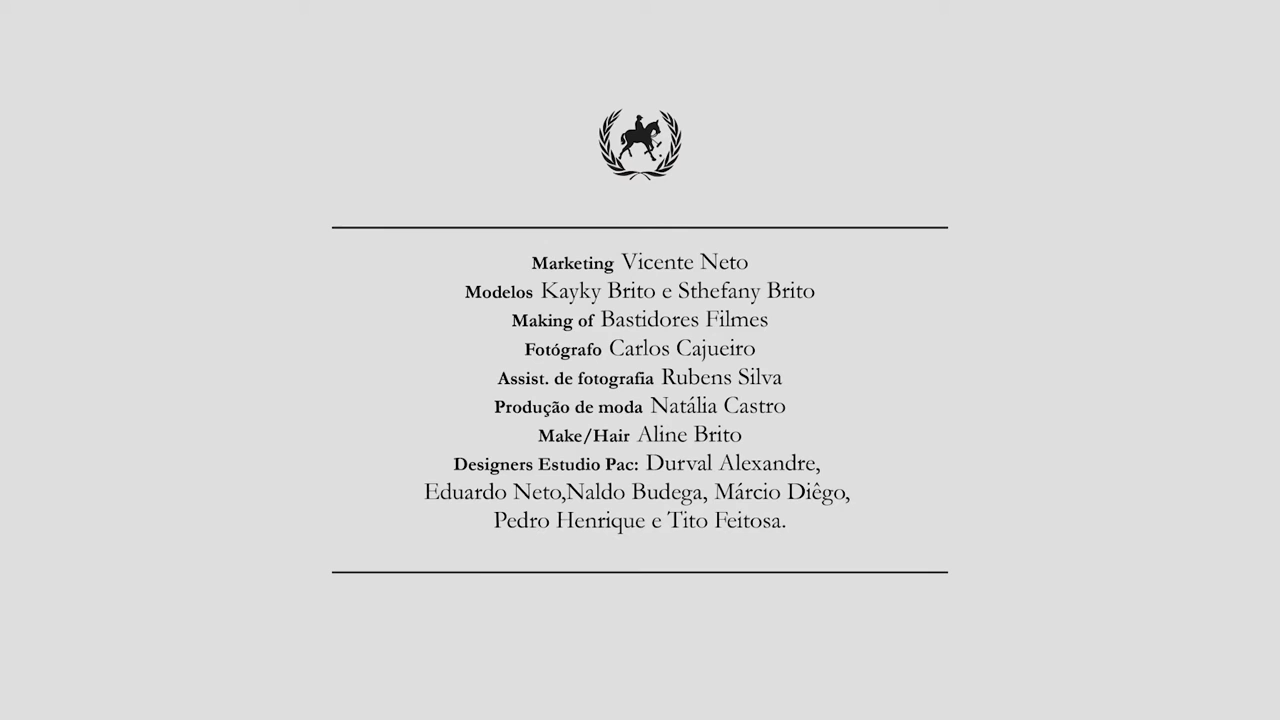 Marketing Vicente Neto
Modelos Kayky Brito e Sthefany Brito
Making of Bastidores Filmes
Fotógrafo Carlos Cajueiro
Assist. de fotografia Rubens Silva
Produção de moda Natália Castro
Make/Hair Aline Brito
Designers Estudio Pac: Durval Alexandre,
Eduardo Neto,Naldo Budega, Márcio Diêgo,
Pedro Henrique e Tito Feitosa.